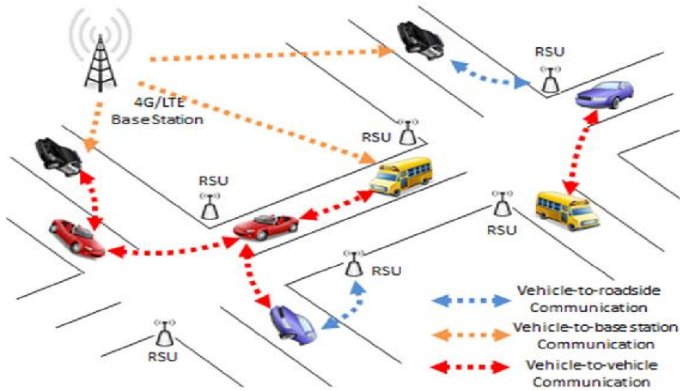 RSU
4G/LTE
Base Station
RSU
RSU
RSU
RSU
RSU
Vehicle-to-roadside
Communication
Vehicle-to-base station
Communication
Vehicle-to-vehicle
Communication